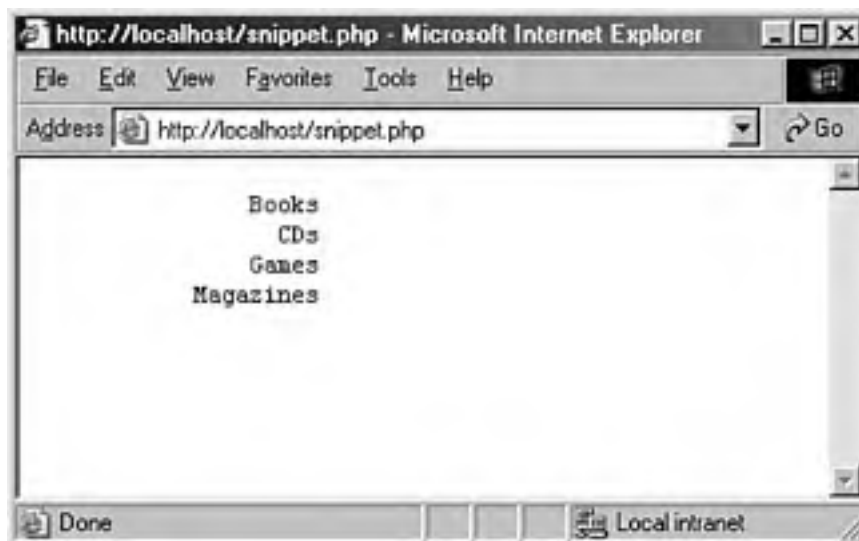 http://localhost/snippet.php - Microsoft Internet Explorer
File Edit View Favorites Tools Help
Address http://localhost/snippet.php Go
Books
CDs
Games
Magazines
Done Local intranet